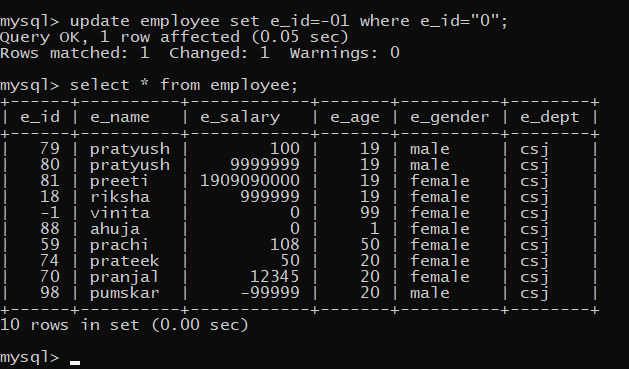 mysql> update employee set e_id=-01 where e_id="0";
Query OK, 1 row affected (0.05 sec)
Rows matched: 1  Changed: 1  Warnings: 0
mysql> select * from employee;
+------+----------+------------+-------+----------+--------+
| e_id | e_name   | e_salary   | e_age | e_gender | e_dept |
+------+----------+------------+-------+----------+--------+
|   79 | pratyush |        100 |    19 | male     | csj    |
|   80 | pratyush |    9999999 |    19 | male     | csj    |
|   81 | preeti   | 1909090000 |    19 | female   | csj    |
|   18 | riksha   |     999999 |    19 | female   | csj    |
|   -1 | vinita   |          0 |    99 | female   | csj    |
|   88 | ahuja    |          0 |     1 | female   | csj    |
|   59 | prachi   |        108 |    50 | female   | csj    |
|   74 | prateek  |         50 |    20 | female   | csj    |
|   70 | pranjal  |      12345 |    20 | female   | csj    |
|   98 | pumskar  |     -99999 |    20 | male     | csj    |
+------+----------+------------+-------+----------+--------+
10 rows in set (0.00 sec)
mysql> _